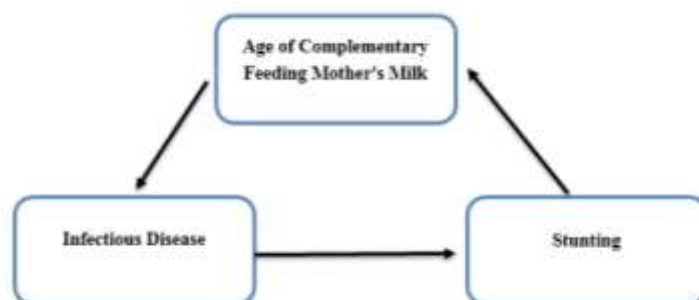 Age of Complementary
Feeding Mother's Milk
Infectious Disease
Stunting